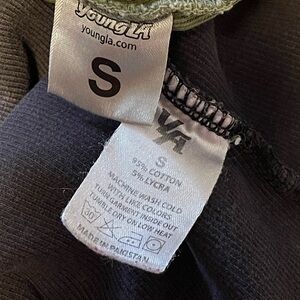 YoungLA
youngla.com
S
S
95% COTTON
5% LYCRA
MACHINE WASH COLD
WITH LIKE COLORS
TURN GARMENT INSIDE OUT
TUMBLE DRY ON LOW HEAT
30
MADE IN PAKISTAN